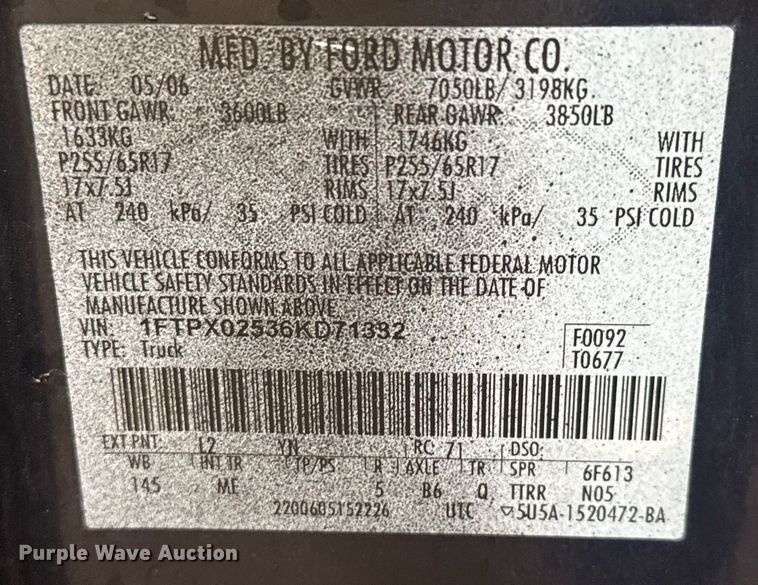 MFD. BY FORD MOTOR CO.
DATE: 05/06 GVWR: 7050LB/3198KG.
FRONT GAWR: 3600LB REAR GAWR: 3850LB
1633KG WITH 1746KG WITH
P255/65R17 TIRES P255/65R17 TIRES
17x7.5J RIMS 17x7.5J RIMS
AT 240 kPa/ 35 PSI COLD AT 240 kPa/ 35 PSI COLD
THIS VEHICLE CONFORMS TO ALL APPLICABLE FEDERAL MOTOR
VEHICLE SAFETY STANDARDS IN EFFECT ON THE DATE OF
MANUFACTURE SHOWN ABOVE.
VIN: 1FTPX02536KD71332 F0092
TYPE: Truck T0677
EXT PNT: L2 YN RC 71 DSO:
WB INT TR TP/PS R AXLE TR SPR 6F613
145 ME 5 B6 Q TTRR N05
2200605152226 UTC 5U5A-1520472-BA
Purple Wave Auction